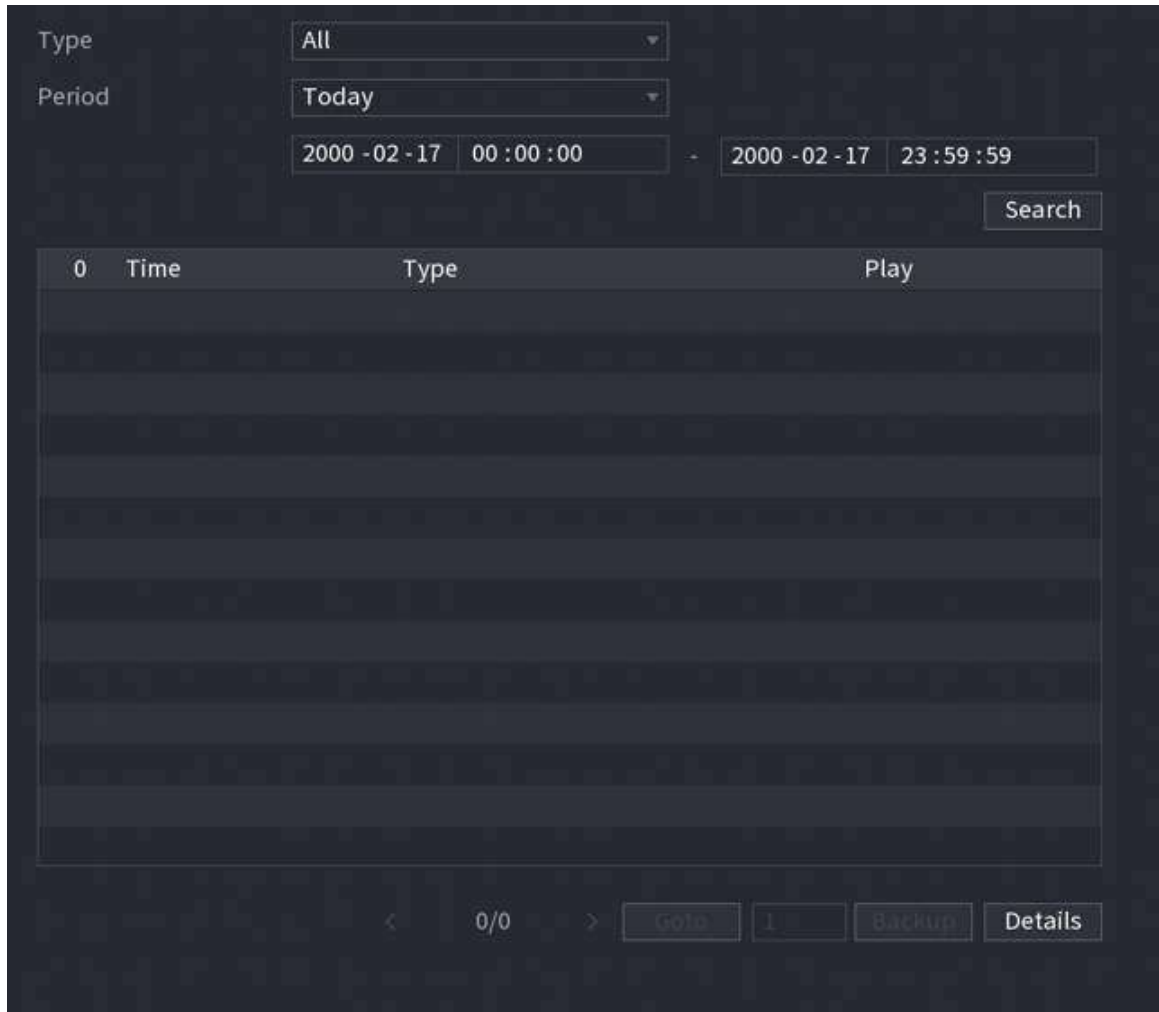 Type All
Period Today
2000 -02 -17 00 : 00 : 00 - 2000 -02 -17 23 : 59 : 59
Search
0 Time Type Play
< 0/0 > Goto 1 Backup Details